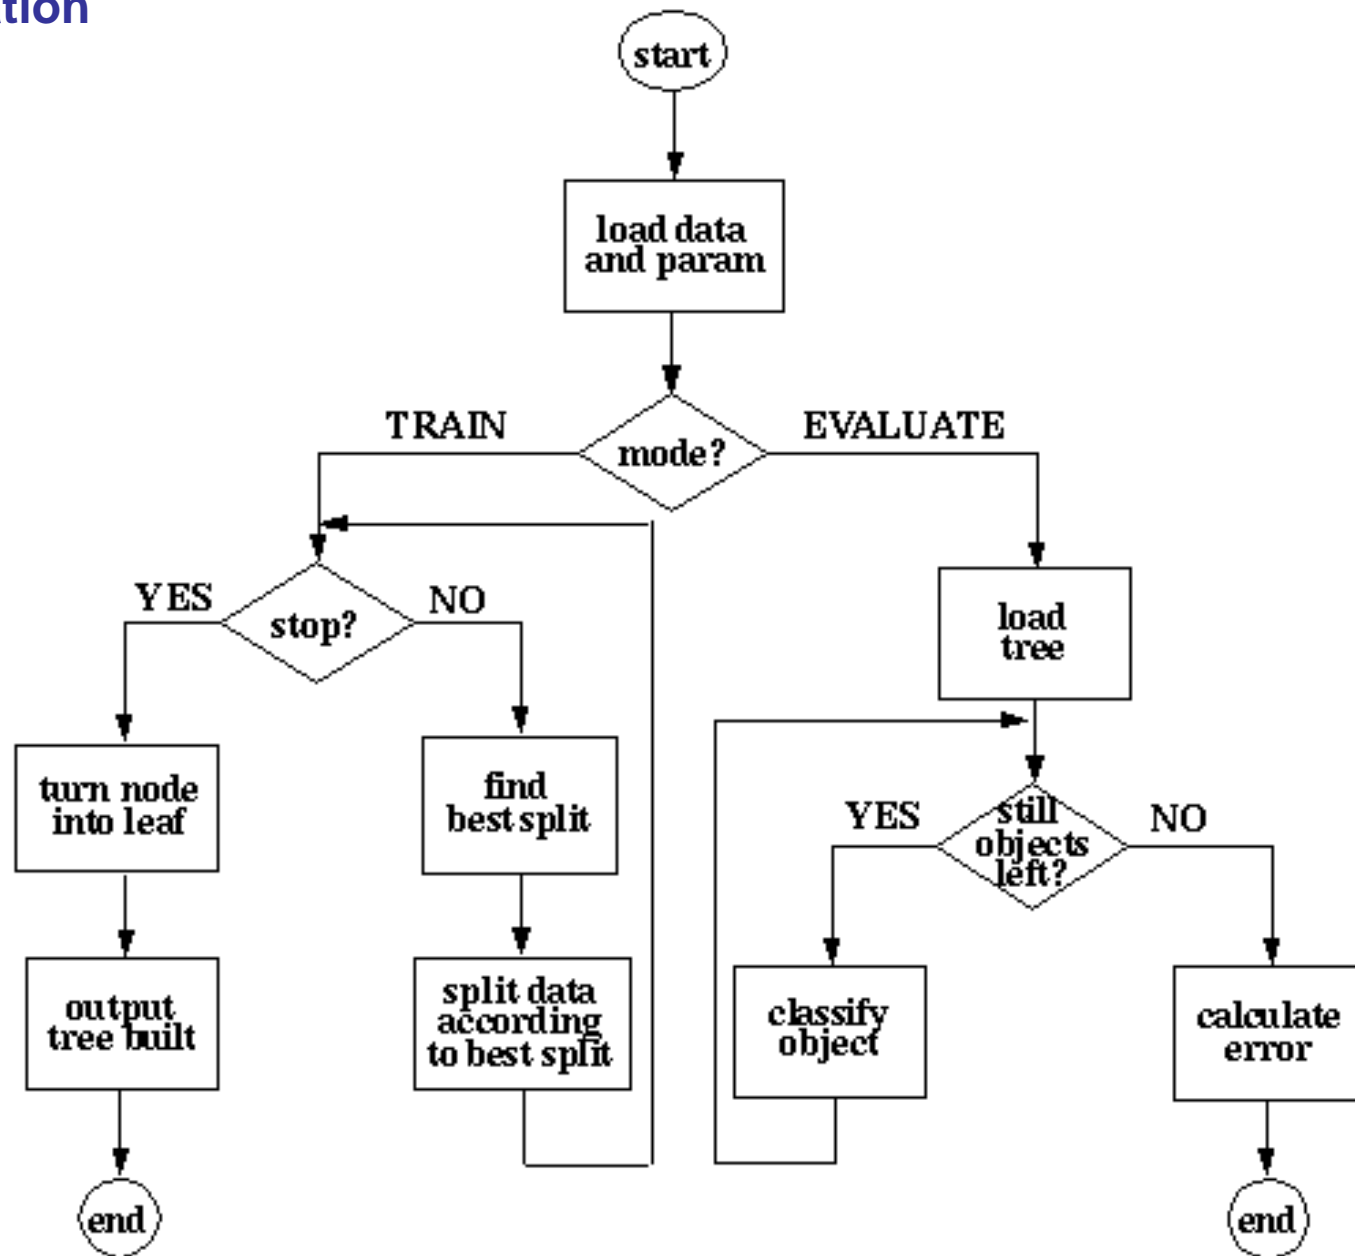 start
load data
and param
TRAIN
mode?
EVALUATE
YES
stop?
NO
load
tree
turn node
into leaf
find
best split
YES
still
objects
left?
NO
output
tree built
split data
according
to best split
classify
object
calculate
error
end
end